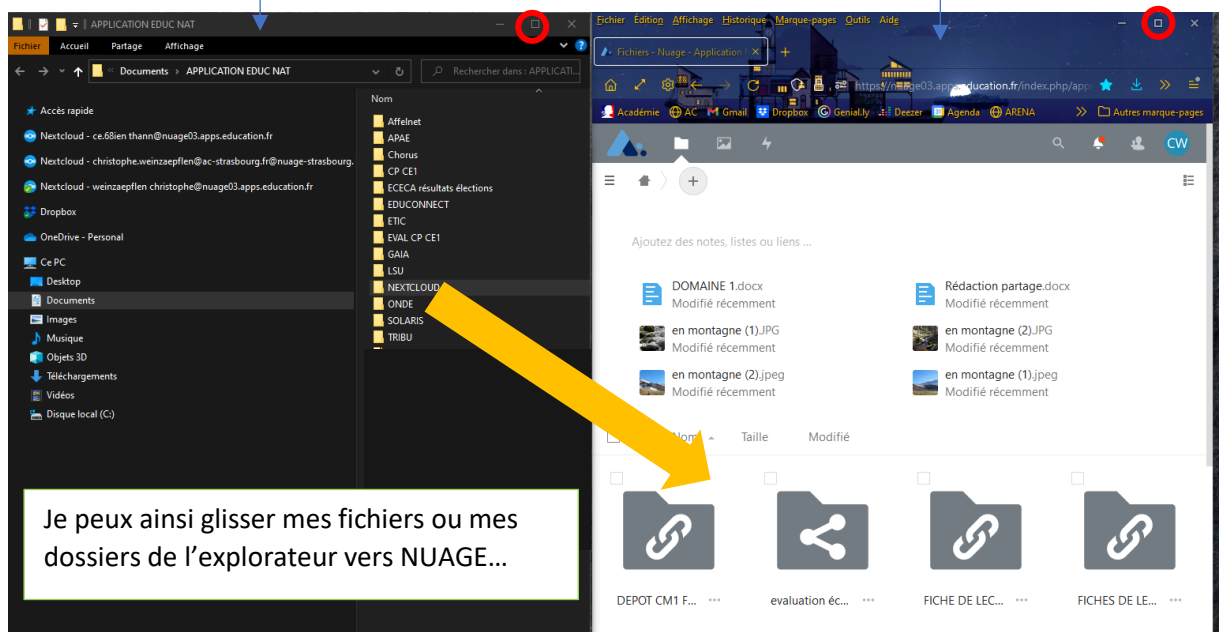 APPLICATION EDUC NAT
Fichier Accueil Partage Affichage
Documents > APPLICATION EDUC NAT
Rechercher dans : APPLICATI...
Accès rapide
Nextcloud - ce.68ien thann@nuage03.apps.education.fr
Nextcloud - christophe.weinzaepflen@ac-strasbourg.fr@nuage-strasbourg.
Nextcloud - weinzaepflen christophe@nuage03.apps.education.fr
Dropbox
OneDrive - Personal
Ce PC
Desktop
Documents
Images
Musique
Objets 3D
Téléchargements
Vidéos
Disque local (C:)
Nom
Affelnet
APAE
Chorus
CP CE1
ECECA résultats élections
EDUCONNECT
ETIC
EVAL CP CE1
GAIA
LSU
NEXTCLOUD
ONDE
SOLARIS
TRIBU
Je peux ainsi glisser mes fichiers ou mes
dossiers de l’explorateur vers NUAGE…
Fichier Édition Affichage Historique Marque-pages Outils Aide
Fichiers - Nuage - Application
https://nuage03.apps.education.fr/index.php/app
Académie AC Gmail Dropbox Genial.ly Deezer Agenda ARENA Autres marque-pages
CW
Ajoutez des notes, listes ou liens ...
DOMAINE 1.docx
Modifié récemment
Rédaction partage.docx
Modifié récemment
en montagne (1).JPG
Modifié récemment
en montagne (2).JPG
Modifié récemment
en montagne (2).jpeg
Modifié récemment
en montagne (1).jpeg
Modifié récemment
Nom Taille Modifié
DEPOT CM1 F... evaluation éc... FICHE DE LEC... FICHES DE LE...